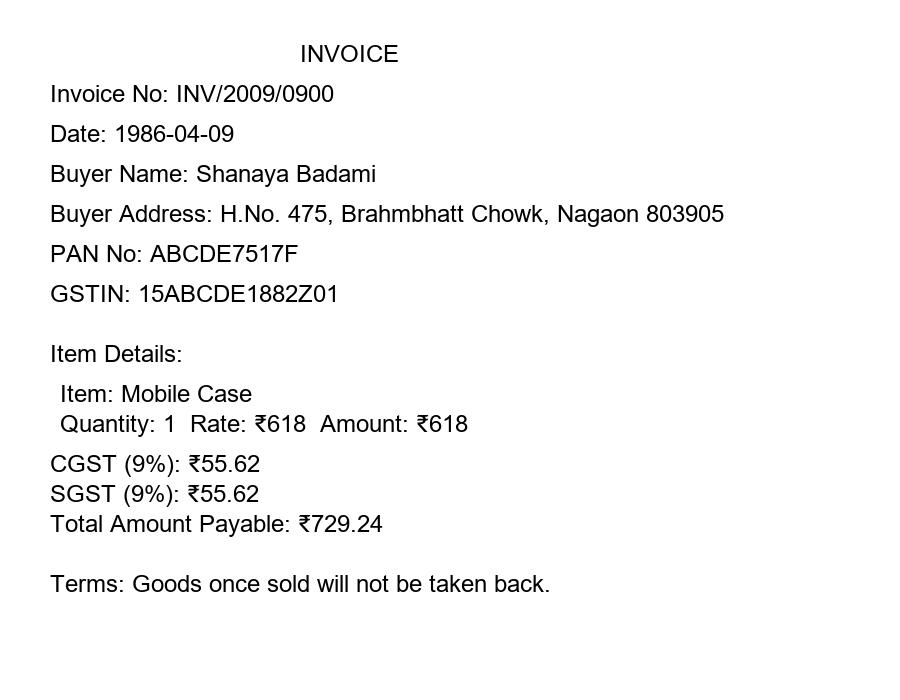 INVOICE
Invoice No: INV/2009/0900
Date: 1986-04-09
Buyer Name: Shanaya Badami
Buyer Address: H.No. 475, Brahmbhatt Chowk, Nagaon 803905
PAN No: ABCDE7517F
GSTIN: 15ABCDE1882Z01
Item Details:
Item: Mobile Case
Quantity: 1  Rate: ₹618  Amount: ₹618
CGST (9%): ₹55.62
SGST (9%): ₹55.62
Total Amount Payable: ₹729.24
Terms: Goods once sold will not be taken back.